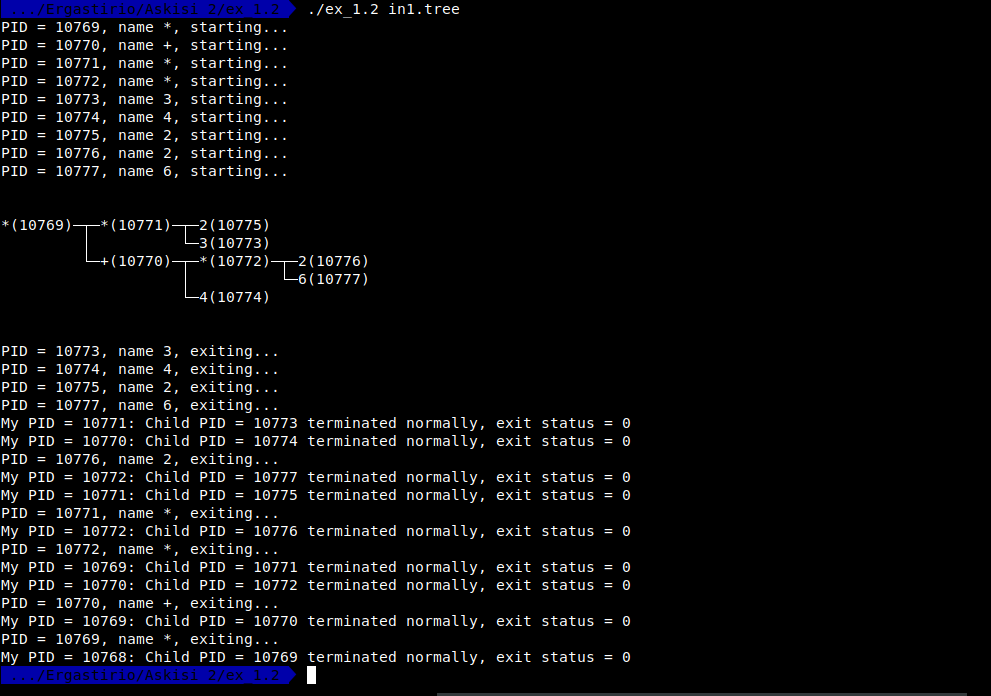 .../Ergastirio/Askisi 2/ex 1.2 ./ex_1.2 in1.tree
PID = 10769, name *, starting...
PID = 10770, name +, starting...
PID = 10771, name *, starting...
PID = 10772, name *, starting...
PID = 10773, name 3, starting...
PID = 10774, name 4, starting...
PID = 10775, name 2, starting...
PID = 10776, name 2, starting...
PID = 10777, name 6, starting...
*(10769)─┬─*(10771)─┬─2(10775)
└─3(10773)
└─+(10770)─┬─*(10772)─┬─2(10776)
└─6(10777)
└─4(10774)
PID = 10773, name 3, exiting...
PID = 10774, name 4, exiting...
PID = 10775, name 2, exiting...
PID = 10777, name 6, exiting...
My PID = 10771: Child PID = 10773 terminated normally, exit status = 0
My PID = 10770: Child PID = 10774 terminated normally, exit status = 0
PID = 10776, name 2, exiting...
My PID = 10772: Child PID = 10777 terminated normally, exit status = 0
My PID = 10771: Child PID = 10775 terminated normally, exit status = 0
PID = 10771, name *, exiting...
My PID = 10772: Child PID = 10776 terminated normally, exit status = 0
PID = 10772, name *, exiting...
My PID = 10769: Child PID = 10771 terminated normally, exit status = 0
My PID = 10770: Child PID = 10772 terminated normally, exit status = 0
PID = 10770, name +, exiting...
My PID = 10769: Child PID = 10770 terminated normally, exit status = 0
PID = 10769, name *, exiting...
My PID = 10768: Child PID = 10769 terminated normally, exit status = 0
.../Ergastirio/Askisi 2/ex 1.2